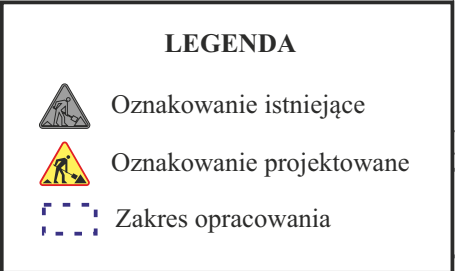 LEGENDA
Oznakowanie istniejące
Oznakowanie projektowane
Zakres opracowania